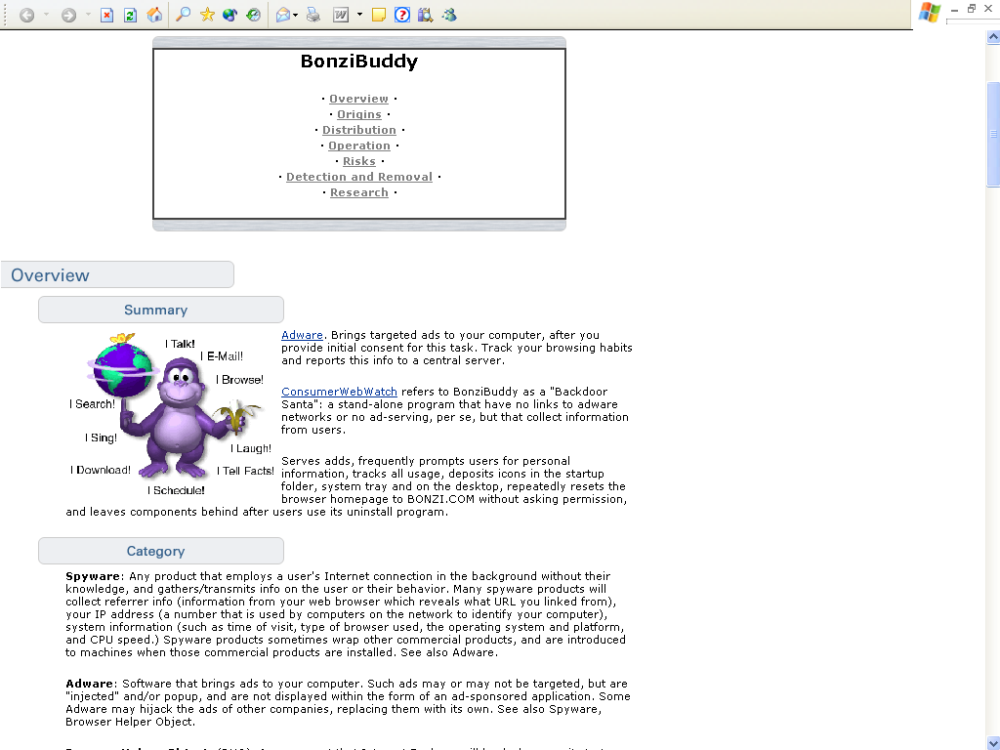 BonziBuddy
· Overview ·
· Origins ·
· Distribution ·
· Operation ·
· Risks ·
· Detection and Removal ·
· Research ·
Overview
Summary
I Talk!
I E-Mail!
I Browse!
I Search!
I Sing!
I Laugh!
I Download!
I Tell Facts!
I Schedule!
Adware. Brings targeted ads to your computer, after you
provide initial consent for this task. Track your browsing habits
and reports this info to a central server.
ConsumerWebWatch refers to BonziBuddy as a "Backdoor
Santa": a stand-alone program that have no links to adware
networks or no ad-serving, per se, but that collect information
from users.
Serves adds, frequently prompts users for personal
information, tracks all usage, deposits icons in the startup
folder, system tray and on the desktop, repeatedly resets the
browser homepage to BONZI.COM without asking permission,
and leaves components behind after users use its uninstall program.
Category
Spyware: Any product that employs a user's Internet connection in the background without their
knowledge, and gathers/transmits info on the user or their behavior. Many spyware products will
collect referrer info (information from your web browser which reveals what URL you linked from),
your IP address (a number that is used by computers on the network to identify your computer),
system information (such as time of visit, type of browser used, the operating system and platform,
and CPU speed.) Spyware products sometimes wrap other commercial products, and are introduced
to machines when those commercial products are installed. See also Adware.
Adware: Software that brings ads to your computer. Such ads may or may not be targeted, but are
"injected" and/or popup, and are not displayed within the form of an ad-sponsored application. Some
Adware may hijack the ads of other companies, replacing them with its own. See also Spyware,
Browser Helper Object.